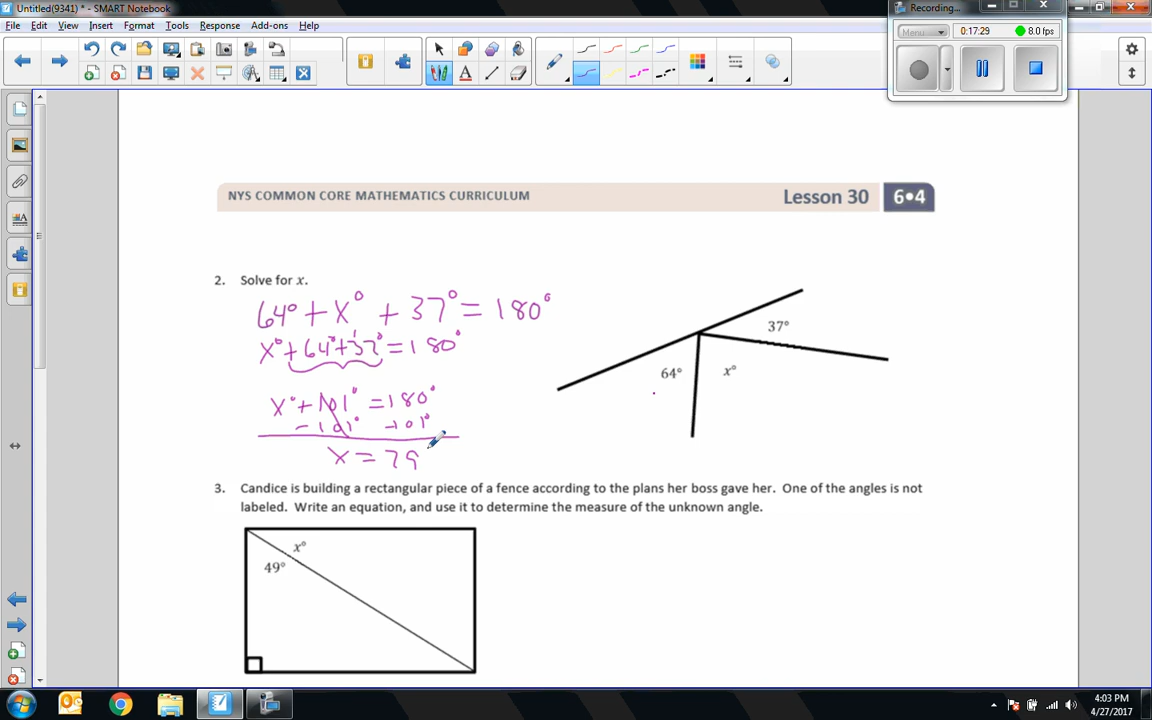 Untitled(9341) * - SMART Notebook
Recording...
File Edit View Insert Format Tools Response Add-ons Help
Menu
0:17:29
8.0 fps
NYS COMMON CORE MATHEMATICS CURRICULUM
Lesson 30
6•4
2. Solve for x.
64° + x° + 37° = 180°
x° + 64° + 37° = 180°
x° + 101° = 180°
- 101° - 101°
x = 79
37°
64°
x°
3. Candice is building a rectangular piece of a fence according to the plans her boss gave her. One of the angles is not
labeled. Write an equation, and use it to determine the measure of the unknown angle.
x°
49°
4:03 PM
4/27/2017